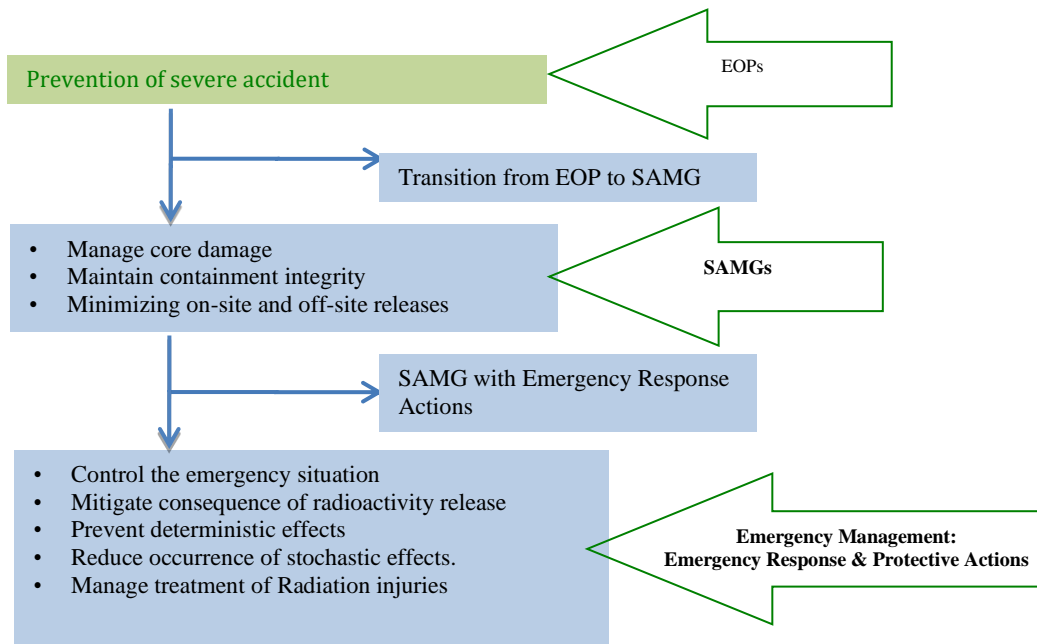 EOPs
Prevention of severe accident
Transition from EOP to SAMG
• Manage core damage
• Maintain containment integrity
• Minimizing on-site and off-site releases
SAMGs
SAMG with Emergency Response
Actions
• Control the emergency situation
• Mitigate consequence of radioactivity release
• Prevent deterministic effects
• Reduce occurrence of stochastic effects.
• Manage treatment of Radiation injuries
Emergency Management:
Emergency Response & Protective Actions